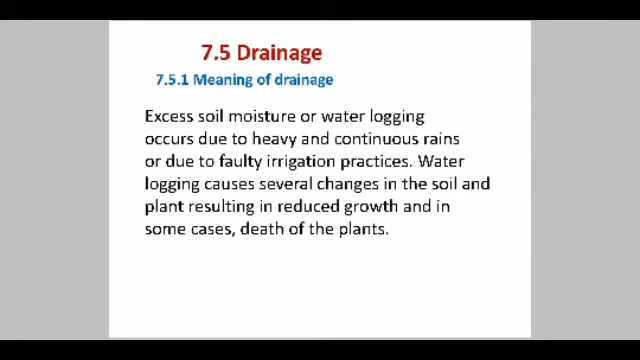 7.5 Drainage
7.5.1 Meaning of drainage
Excess soil moisture or water logging
occurs due to heavy and continuous rains
or due to faulty irrigation practices. Water
logging causes several changes in the soil and
plant resulting in reduced growth and in
some cases, death of the plants.